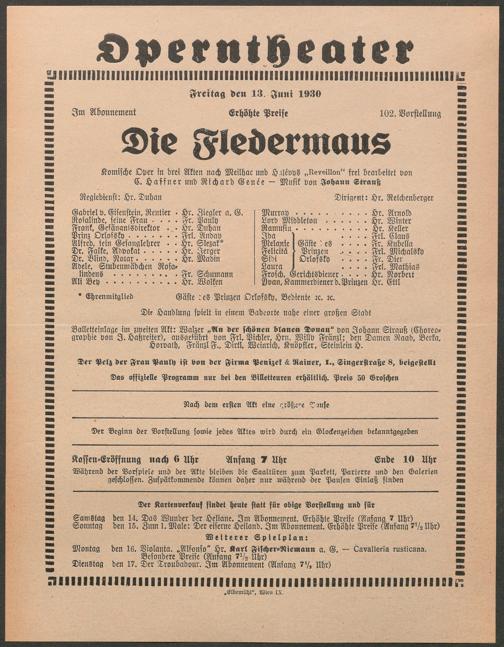 Operntheater
Freitag den 13. Juni 1930
Im Abonnement Erhöhte Preise 102. Vorstellung
Die Fledermaus
Komische Oper in drei Akten nach Meilhac und Halévys „Reveillon“ frei bearbeitet von
C. Haffner und Richard Genée — Musik von Johann Strauß
Regiedienst: Hr. Duhan Dirigent: Hr. Reichenberger
Gabriel v. Eisenstein, Rentier Hr. Ziegler a. G.
Rosalinde, seine Frau Fr. Pauly
Frank, Gefängnisdirektor Hr. Duhan
Prinz Orlofsky Frl. Anday
Alfred, sein Gesanglehrer Hr. Slezak*
Dr. Falke, Advokat Hr. Jerger
Dr. Blind, Notar Hr. Madin
Adele, Stubenmädchen Rosa-
lindens Fr. Schumann
Ali Bey Hr. Wolken
Murray Hr. Arnold
Lord Middleton Hr. Winter
Ramusin Hr. Keller
Ida Frl. Claus
Melanie Gäste des Fr. Kubella
Felicita Prinzen Frl. Michalsky
Sidi Orlofsky Fr. Dier
Laura Frl. Mathias
Frosch, Gerichtsdiener Hr. Norbert
Ivan, Kammerdiener d. Prinzen Hr. Ettl
* Ehrenmitglied Gäste des Prinzen Orlofsky, Bediente ꝛc. ꝛc.
Die Handlung spielt in einem Badeorte nahe einer großen Stadt
Balletteinlage im zweiten Akt: Walzer „An der schönen blauen Donau“ von Johann Strauß (Choreo-
graphie von J. Haßreiter), ausgeführt von Frl. Pichler, Hrn. Willy Fränzl; den Damen Raab, Berka,
Horvath, Fränzl F., Dirtl, Weinrich, Knöpfler, Steinlein H.
Der Pelz der Frau Pauly ist von der Firma Penizek & Rainer, I., Singerstraße 8, beigestellt
Das offizielle Programm nur bei den Billetteuren erhältlich. Preis 50 Groschen
Nach dem ersten Akt eine größere Pause
Der Beginn der Vorstellung sowie jedes Aktes wird durch ein Glockenzeichen bekanntgegeben
Kassen-Eröffnung nach 6 Uhr Anfang 7 Uhr Ende 10 Uhr
Während der Vorspiele und der Akte bleiben die Saaltüren zum Parkett, Parterre und den Galerien
geschlossen. Zuspätkommende können daher nur während der Pausen Einlaß finden
Der Kartenverkauf findet heute statt für obige Vorstellung und für
Samstag den 14. Das Wunder der Heliane. Im Abonnement. Erhöhte Preise (Anfang 7 Uhr)
Sonntag den 15. Zum 1. Male: Der eiserne Heiland. Im Abonnement. Erhöhte Preise (Anfang 7½ Uhr)
Weiterer Spielplan:
Montag den 16. Violanta. „Alfonso“ Hr. Karl Fischer-Niemann a. G. — Cavalleria rusticana.
Besondere Preise (Anfang 7½ Uhr)
Dienstag den 17. Der Troubadour. Im Abonnement (Anfang 7½ Uhr)
„Elbemühl“, Wien IX.